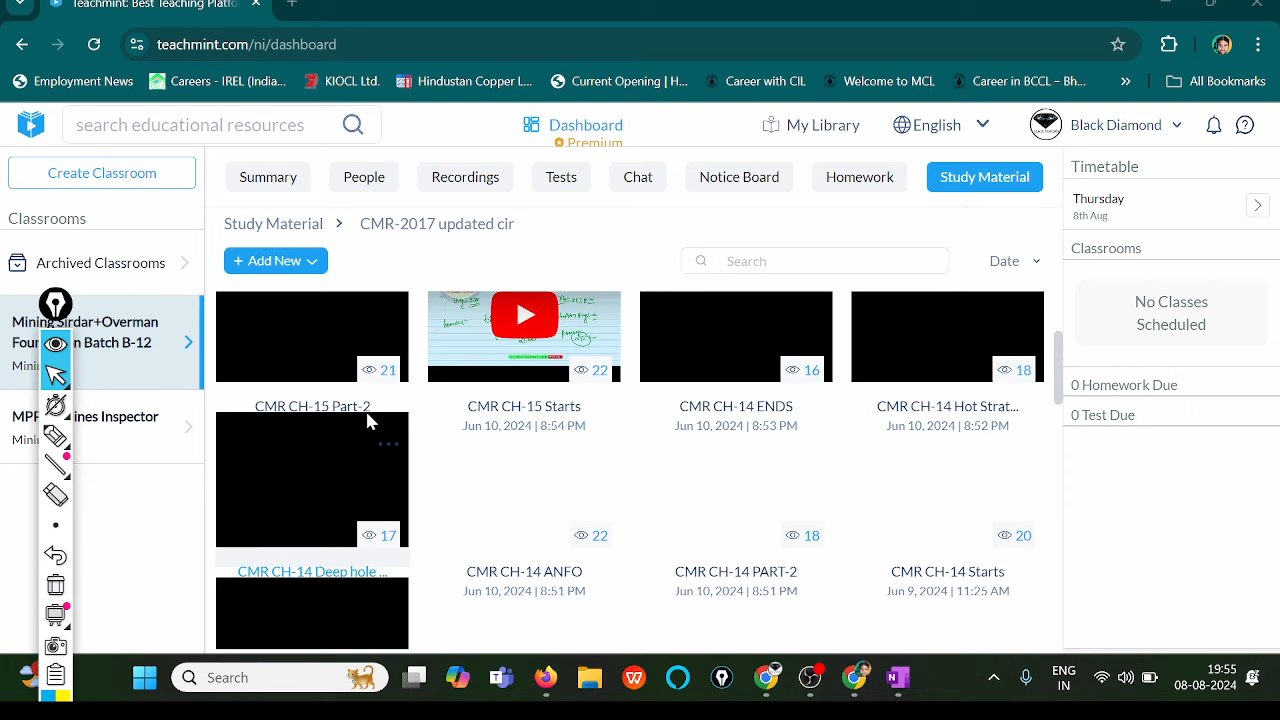 Teachmint: Best Teaching Platfo
teachmint.com/ni/dashboard
Employment News
Careers - IREL (India...
KIOCL Ltd.
Hindustan Copper L...
Current Opening | H...
Career with CIL
Welcome to MCL
Career in BCCL – Bh...
All Bookmarks
search educational resources
Dashboard
Premium
My Library
English
Black Diamond
Create Classroom
Summary
People
Recordings
Tests
Chat
Notice Board
Homework
Study Material
Timetable
Thursday
8th Aug
Classrooms
Study Material > CMR-2017 updated cir
Archived Classrooms
+ Add New
Search
Date
Classrooms
No Classes
Scheduled
Mining Sirdar+Overman
Batch B-12
21
22
16
18
0 Homework Due
0 Test Due
CMR CH-15 Part-2
CMR CH-15 Starts
Jun 10, 2024 | 8:54 PM
CMR CH-14 ENDS
Jun 10, 2024 | 8:53 PM
CMR CH-14 Hot Strat...
Jun 10, 2024 | 8:52 PM
17
22
18
20
CMR CH-14 Deep hole ...
CMR CH-14 ANFO
Jun 10, 2024 | 8:51 PM
CMR CH-14 PART-2
Jun 10, 2024 | 8:51 PM
CMR CH-14 Starts
Jun 9, 2024 | 11:25 AM
Search
ENG
IN
19:55
08-08-2024